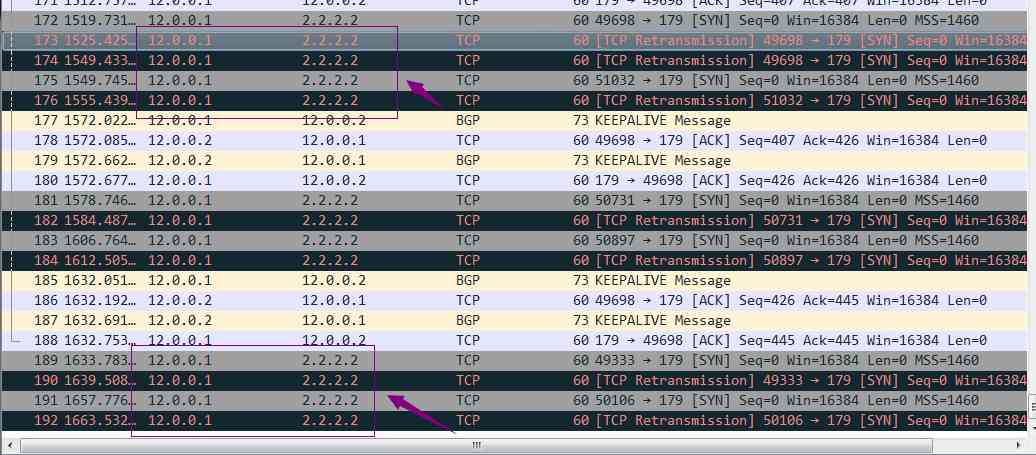 171 1512.757… 12.0.0.1 12.0.0.2 TCP 60 49698 → 179 [ACK] Seq=407 Ack=407 Win=16384 Len=0
172 1519.731… 12.0.0.1 2.2.2.2 TCP 60 49698 → 179 [SYN] Seq=0 Win=16384 Len=0 MSS=1460
173 1525.425… 12.0.0.1 2.2.2.2 TCP 60 [TCP Retransmission] 49698 → 179 [SYN] Seq=0 Win=16384
174 1549.433… 12.0.0.1 2.2.2.2 TCP 60 [TCP Retransmission] 49698 → 179 [SYN] Seq=0 Win=16384
175 1549.745… 12.0.0.1 2.2.2.2 TCP 60 51032 → 179 [SYN] Seq=0 Win=16384 Len=0 MSS=1460
176 1555.439… 12.0.0.1 2.2.2.2 TCP 60 [TCP Retransmission] 51032 → 179 [SYN] Seq=0 Win=16384
177 1572.022… 12.0.0.1 12.0.0.2 BGP 73 KEEPALIVE Message
178 1572.085… 12.0.0.2 12.0.0.1 TCP 60 49698 → 179 [ACK] Seq=407 Ack=426 Win=16384 Len=0
179 1572.662… 12.0.0.2 12.0.0.1 BGP 73 KEEPALIVE Message
180 1572.677… 12.0.0.1 12.0.0.2 TCP 60 179 → 49698 [ACK] Seq=426 Ack=426 Win=16384 Len=0
181 1578.746… 12.0.0.1 2.2.2.2 TCP 60 50731 → 179 [SYN] Seq=0 Win=16384 Len=0 MSS=1460
182 1584.487… 12.0.0.1 2.2.2.2 TCP 60 [TCP Retransmission] 50731 → 179 [SYN] Seq=0 Win=16384
183 1606.764… 12.0.0.1 2.2.2.2 TCP 60 50897 → 179 [SYN] Seq=0 Win=16384 Len=0 MSS=1460
184 1612.505… 12.0.0.1 2.2.2.2 TCP 60 [TCP Retransmission] 50897 → 179 [SYN] Seq=0 Win=16384
185 1632.051… 12.0.0.1 12.0.0.2 BGP 73 KEEPALIVE Message
186 1632.192… 12.0.0.2 12.0.0.1 TCP 60 49698 → 179 [ACK] Seq=426 Ack=445 Win=16384 Len=0
187 1632.691… 12.0.0.2 12.0.0.1 BGP 73 KEEPALIVE Message
188 1632.753… 12.0.0.1 12.0.0.2 TCP 60 179 → 49698 [ACK] Seq=445 Ack=445 Win=16384 Len=0
189 1633.783… 12.0.0.1 2.2.2.2 TCP 60 49333 → 179 [SYN] Seq=0 Win=16384 Len=0 MSS=1460
190 1639.508… 12.0.0.1 2.2.2.2 TCP 60 [TCP Retransmission] 49333 → 179 [SYN] Seq=0 Win=16384
191 1657.776… 12.0.0.1 2.2.2.2 TCP 60 50106 → 179 [SYN] Seq=0 Win=16384 Len=0 MSS=1460
192 1663.532… 12.0.0.1 2.2.2.2 TCP 60 [TCP Retransmission] 50106 → 179 [SYN] Seq=0 Win=16384